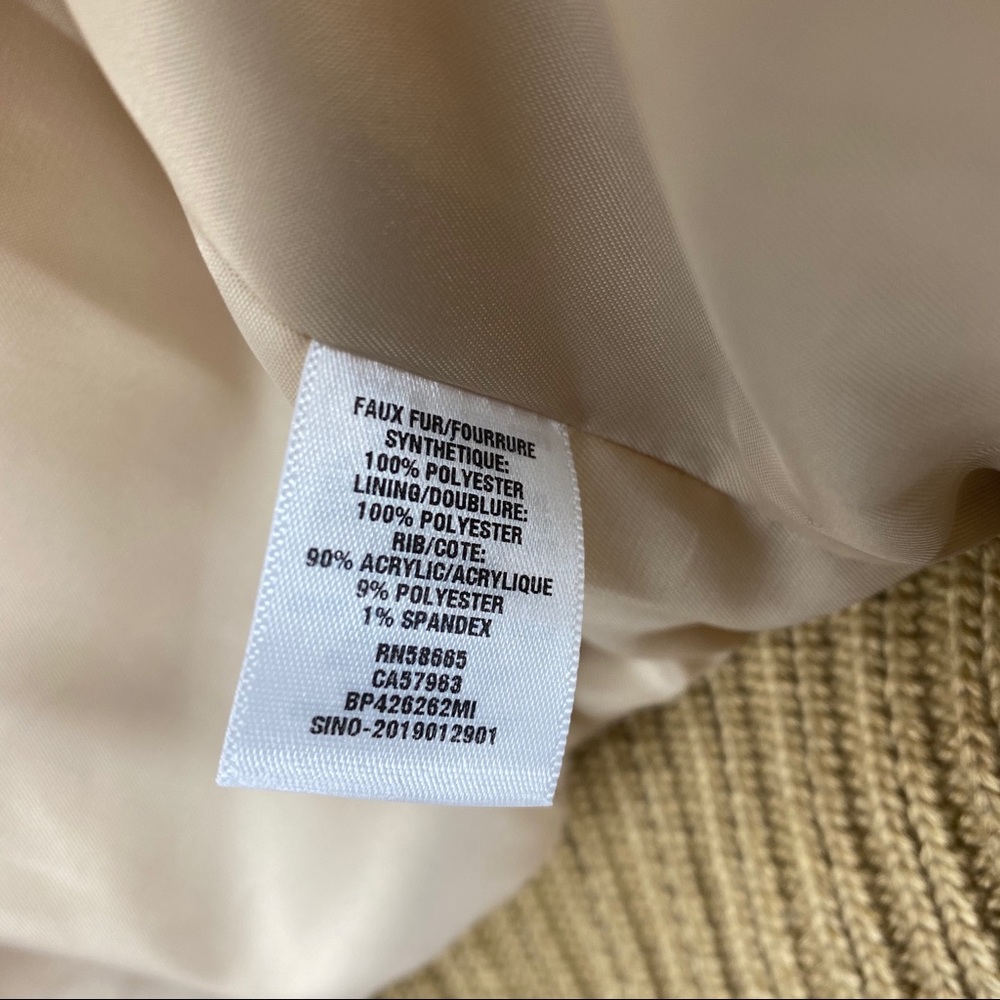 FAUX FUR/FOURRURE
SYNTHETIQUE:
100% POLYESTER
LINING/DOUBLURE:
100% POLYESTER
RIB/COTE:
90% ACRYLIC/ACRYLIQUE
9% POLYESTER
1% SPANDEX
RN58665
CA57963
BP426262MI
SINO-2019012901